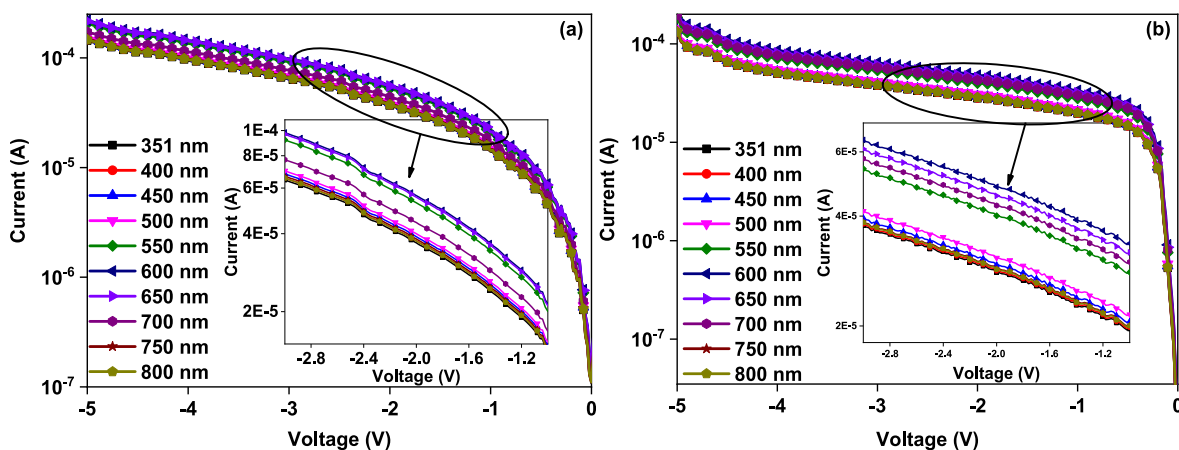 (a)
10⁻⁴
10⁻⁵
10⁻⁶
10⁻⁷
Current (A)
351 nm
400 nm
450 nm
500 nm
550 nm
600 nm
650 nm
700 nm
750 nm
800 nm
1E-4
8E-5
6E-5
4E-5
2E-5
Current (A)
-2.8 -2.4 -2.0 -1.6 -1.2
Voltage (V)
-5 -4 -3 -2 -1 0
Voltage (V)
(b)
10⁻⁴
10⁻⁵
10⁻⁶
10⁻⁷
Current (A)
351 nm
400 nm
450 nm
500 nm
550 nm
600 nm
650 nm
700 nm
750 nm
800 nm
6E-5
4E-5
2E-5
Current (A)
-2.8 -2.4 -2.0 -1.6 -1.2
Voltage (V)
-5 -4 -3 -2 -1 0
Voltage (V)